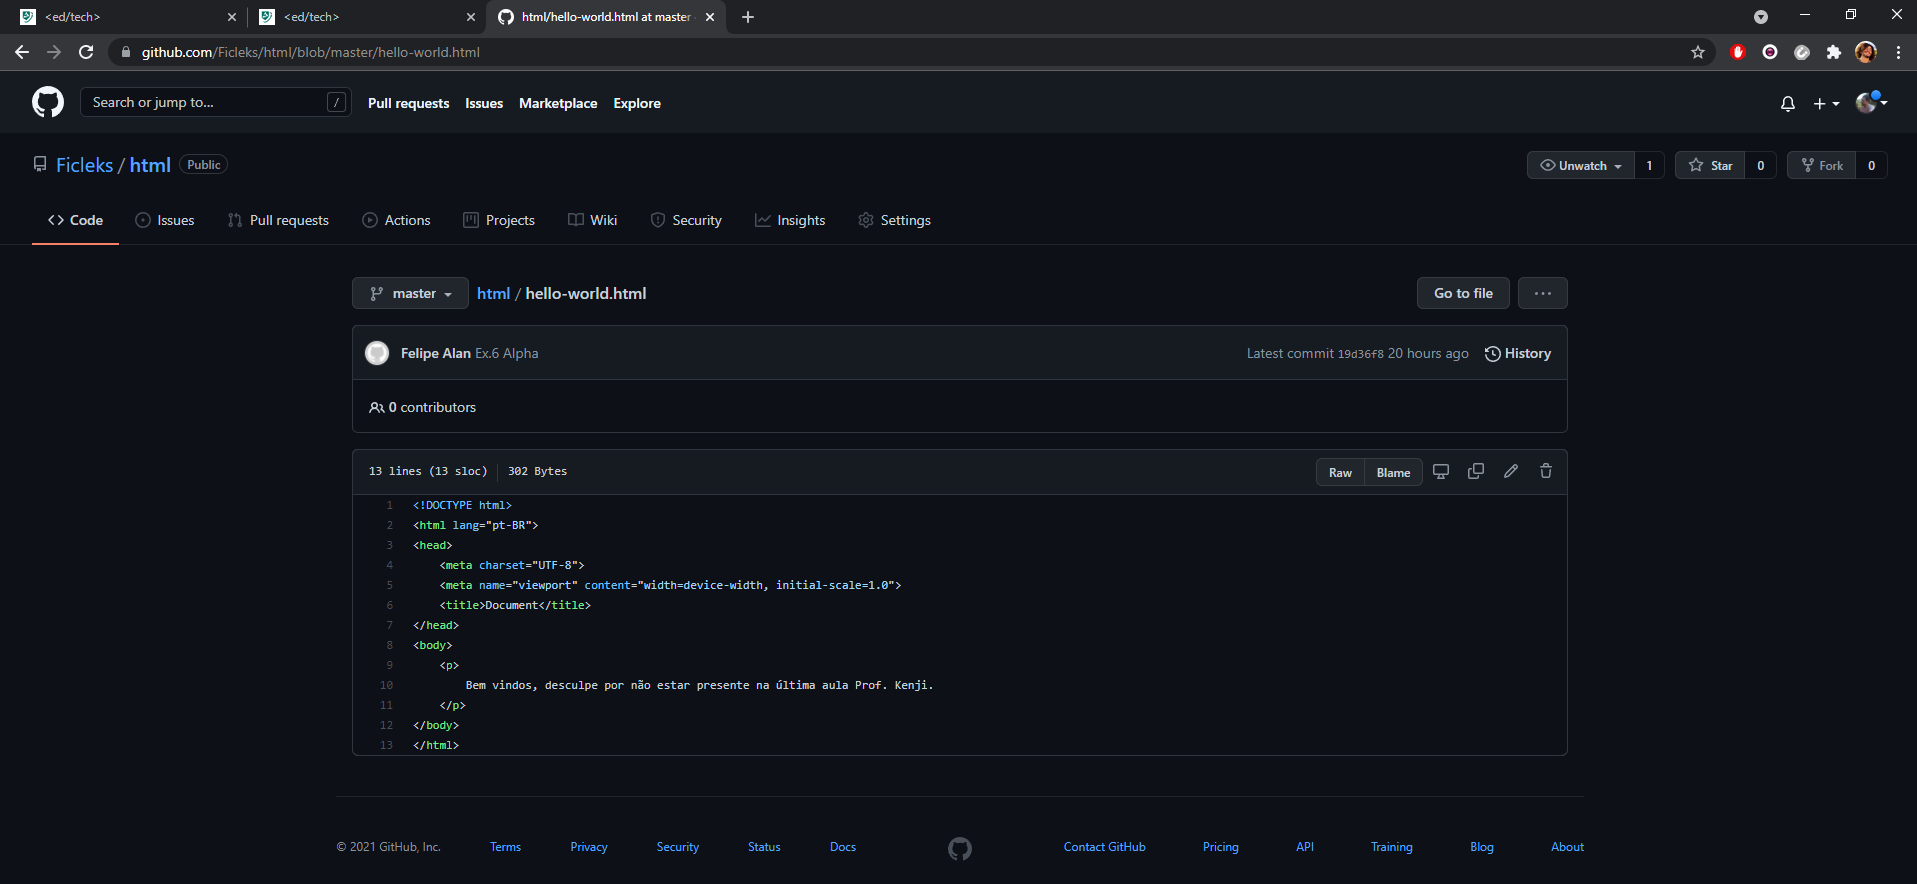 <ed/tech>
<ed/tech>
html/hello-world.html at master
github.com/Ficleks/html/blob/master/hello-world.html
Search or jump to... /
Pull requests Issues Marketplace Explore
Ficleks / html Public
Unwatch 1 Star 0 Fork 0
Code Issues Pull requests Actions Projects Wiki Security Insights Settings
master html / hello-world.html Go to file ...
Felipe Alan Ex.6 Alpha Latest commit 19d36f8 20 hours ago History
0 contributors
13 lines (13 sloc) 302 Bytes Raw Blame
1 <!DOCTYPE html>
2 <html lang="pt-BR">
3 <head>
4 <meta charset="UTF-8">
5 <meta name="viewport" content="width=device-width, initial-scale=1.0">
6 <title>Document</title>
7 </head>
8 <body>
9 <p>
10 Bem vindos, desculpe por não estar presente na última aula Prof. Kenji.
11 </p>
12 </body>
13 </html>
© 2021 GitHub, Inc. Terms Privacy Security Status Docs Contact GitHub Pricing API Training Blog About